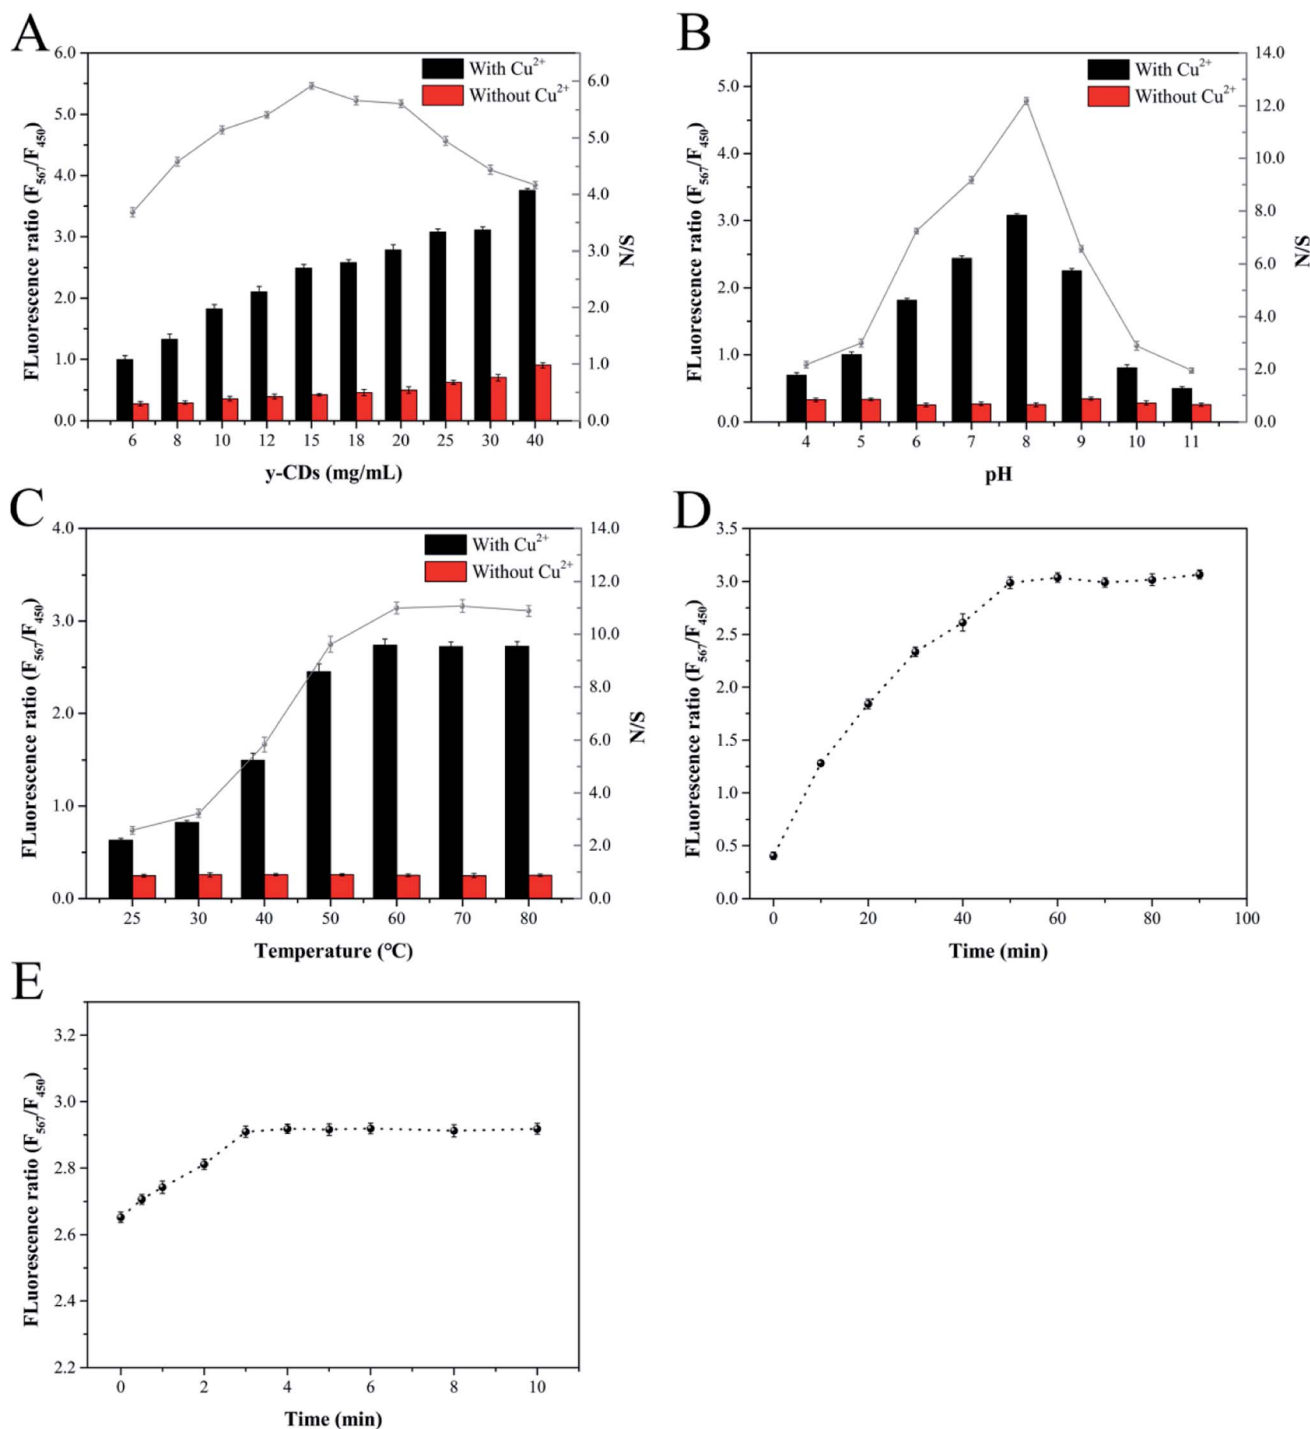 A
6.0
5.0
4.0
3.0
2.0
1.0
0.0
FLuorescence ratio (F567/F450)
With Cu2+
Without Cu2+
6.0
5.0
4.0
3.0
2.0
1.0
0.0
S/N
6 8 10 12 15 18 20 25 30 40
y-CDs (mg/mL)
B
5.0
4.0
3.0
2.0
1.0
0.0
FLuorescence ratio (F567/F450)
With Cu2+
Without Cu2+
14.0
12.0
10.0
8.0
6.0
4.0
2.0
0.0
S/N
4 5 6 7 8 9 10 11
pH
C
4.0
3.0
2.0
1.0
0.0
FLuorescence ratio (F567/F450)
With Cu2+
Without Cu2+
14.0
12.0
10.0
8.0
6.0
4.0
2.0
0.0
S/N
25 30 40 50 60 70 80
Temperature (℃)
D
3.5
3.0
2.5
2.0
1.5
1.0
0.5
0.0
FLuorescence ratio (F567/F450)
0 20 40 60 80 100
Time (min)
E
3.2
3.0
2.8
2.6
2.4
2.2
FLuorescence ratio (F567/F450)
0 2 4 6 8 10
Time (min)